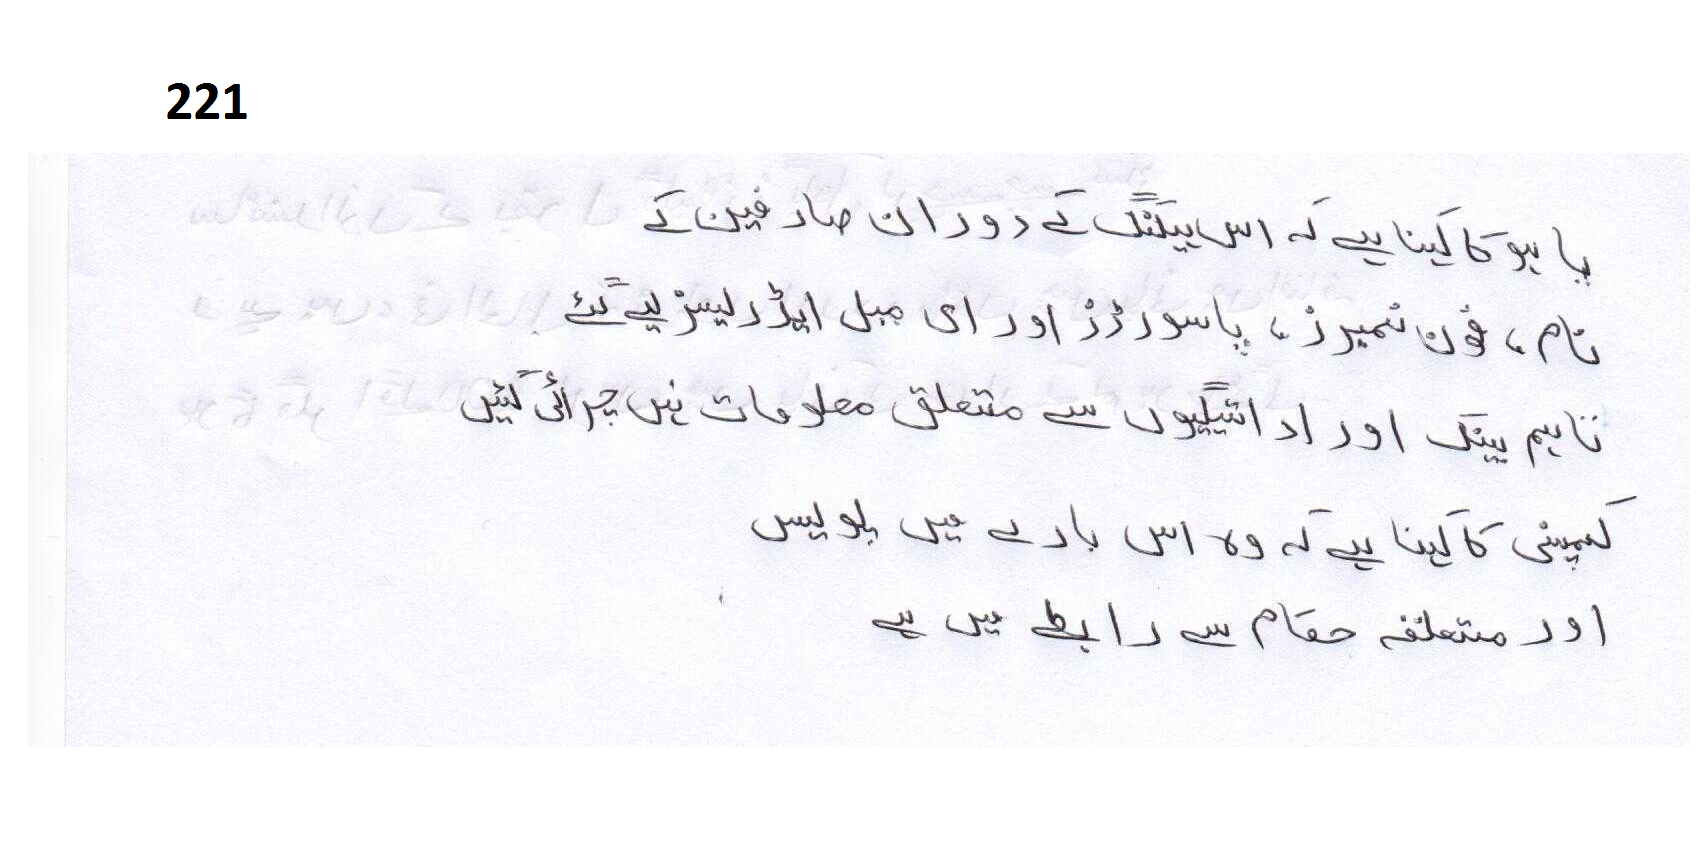 221
یاہو کا کہنا ہے کہ اس ہیکنگ کے دوران صارفین کے
نام، فون نمبرز، پاسورڈز اور ای میل ایڈریسز لیے گئے
تاہم بینک اور ادائیگیوں سے متعلق معلومات نہیں چرائی گئیں
کمپنی کا کہنا ہے کہ وہ اس بارے میں پولیس
اور متعلقہ حقام سے رابطے میں ہے